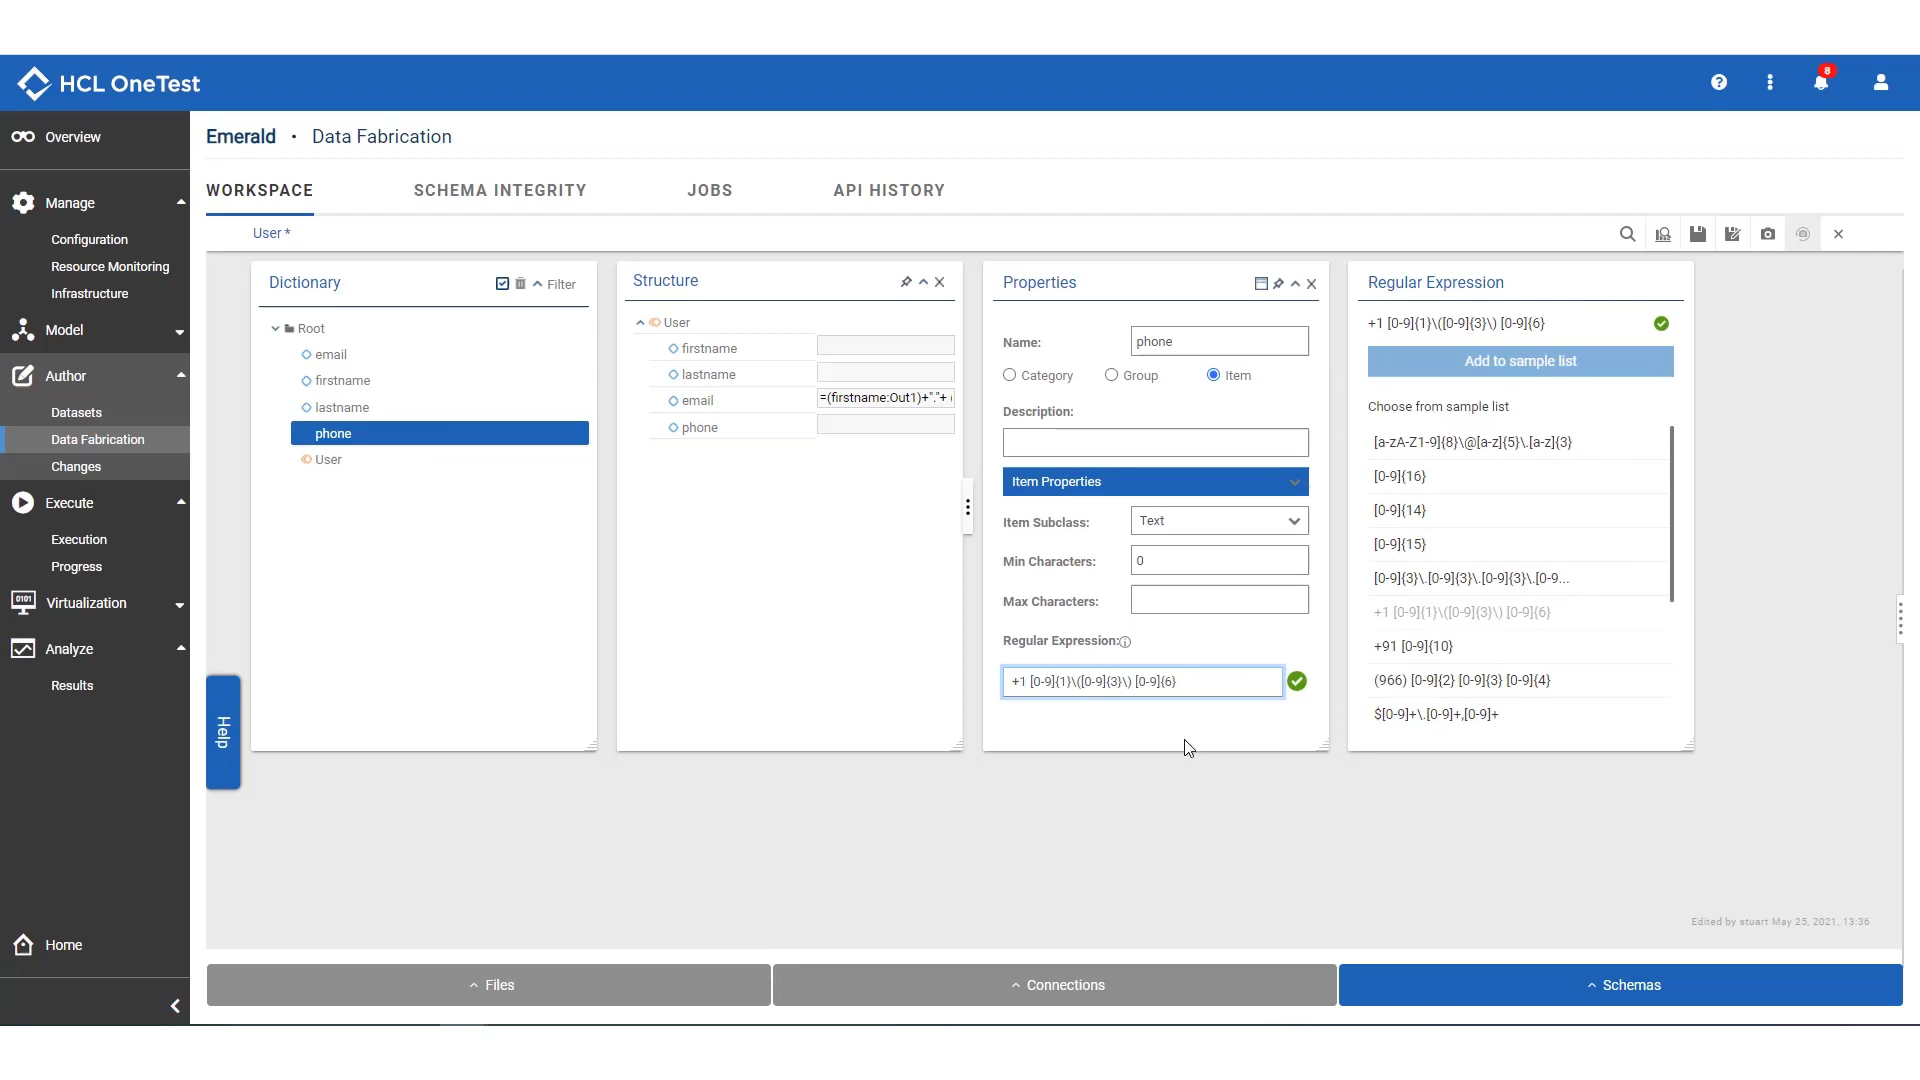 HCL OneTest
8
Overview
Manage
Configuration
Resource Monitoring
Infrastructure
Model
Author
Datasets
Data Fabrication
Changes
Execute
Execution
Progress
Virtualization
Analyze
Results
Home
Emerald • Data Fabrication
WORKSPACE SCHEMA INTEGRITY JOBS API HISTORY
User *
Help
Dictionary
Filter
Root
email
firstname
lastname
phone
User
Structure
User
firstname
lastname
email =(firstname:Out1)+"."+ (
phone
Properties
Name: phone
Category Group Item
Description:
Item Properties
Item Subclass: Text
Min Characters: 0
Max Characters:
Regular Expression:
+1 [0-9]{1}\([0-9]{3}\) [0-9]{6}
Regular Expression
+1 [0-9]{1}\([0-9]{3}\) [0-9]{6}
Add to sample list
Choose from sample list
[a-zA-Z1-9]{8}\@[a-z]{5}\.[a-z]{3}
[0-9]{16}
[0-9]{14}
[0-9]{15}
[0-9]{3}\.[0-9]{3}\.[0-9]{3}\.[0-9...
+1 [0-9]{1}\([0-9]{3}\) [0-9]{6}
+91 [0-9]{10}
(966) [0-9]{2} [0-9]{3} [0-9]{4}
$[0-9]+\.[0-9]+,[0-9]+
Edited by stuart May 25, 2021, 13:36
Files
Connections
Schemas